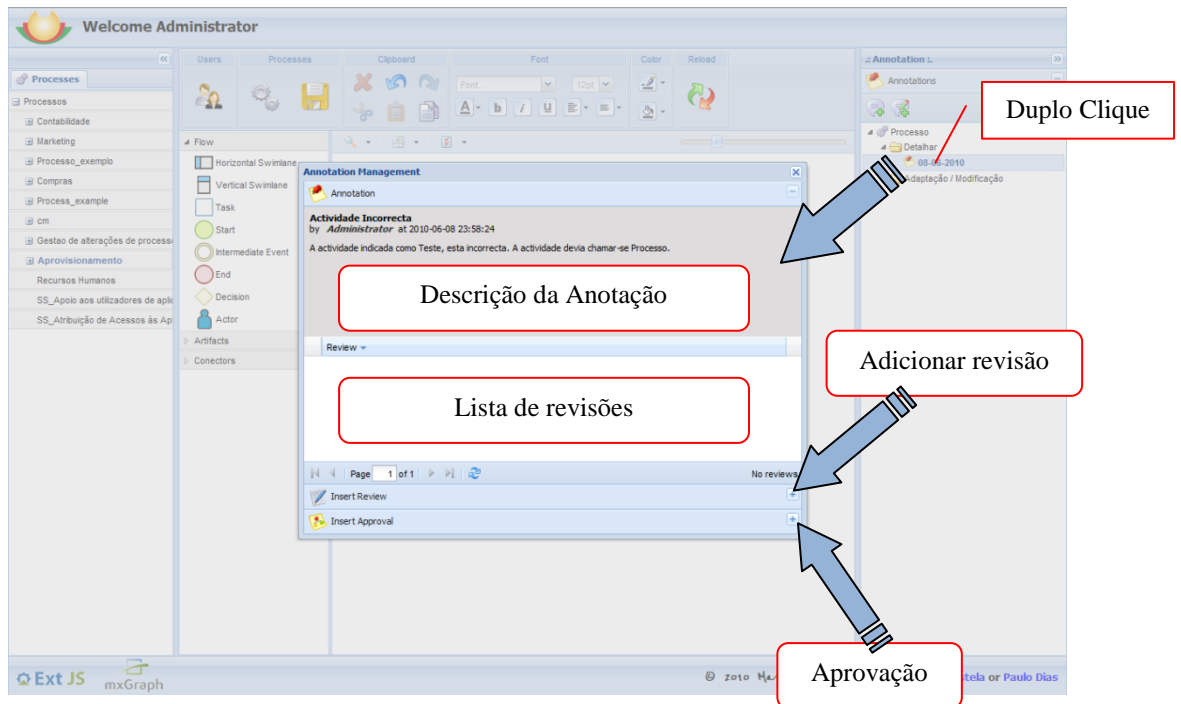 Welcome Administrator
Processes
Processos
Contabilidade
Marketing
Processo_exemplo
Compras
Process_example
cm
Gestao de alterações de process
Aprovisionamento
Recursos Humanos
SS_Apoio aos utilizadores de aplic
SS_Atribuição de Acessos às Ap
Users
Processes
Clipboard
Font
Color
Reload
Font...
12pt
A
b
i
U
Flow
Horizontal Swimlane
Vertical Swimlane
Task
Start
Intermediate Event
End
Decision
Actor
Artifacts
Conectors
Annotation Management
Annotation
Actividade Incorrecta
by Administrator at 2010-06-08 23:58:24
A actividade indicada como Teste, esta incorrecta. A actividade devia chamar-se Processo.
Descrição da Anotação
Review
Lista de revisões
Page 1 of 1
No reviews
Insert Review
Insert Approval
.: Annotation :.
Annotations
Duplo Clique
Processo
Detalhar
08-06-2010
Adaptação / Modificação
Adicionar revisão
Aprovação
Ext JS
mxGraph
© 2010
or Paulo Dias